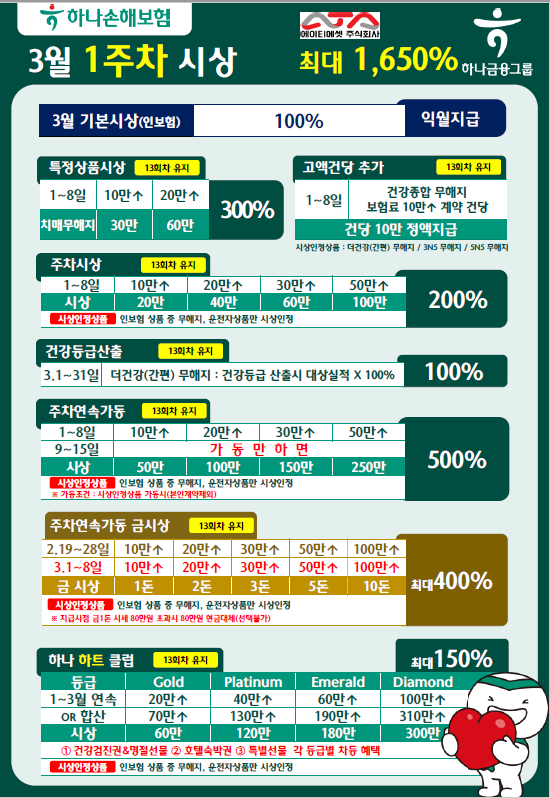 하나손해보험
에이티에셋 주식회사
3월 1주차 시상
최대 1,650%
하나금융그룹
3월 기본시상(인보험) 100% 익월지급
특정상품시상 13회차 유지
1~8일 10만↑ 20만↑
치매무해지 30만 60만
300%
고액건당 추가 13회차 유지
1~8일 건강종합 무해지
보험료 10만↑ 계약 건당
건당 10만 정액지급
시상인정상품 : 더건강(간편) 무해지 / 3N5 무해지 / 5N5 무해지
주차시상 13회차 유지
1~8일 10만↑ 20만↑ 30만↑ 50만↑
시상 20만 40만 60만 100만
200%
시상인정상품 인보험 상품 중 무해지, 운전자상품만 시상인정
건강등급산출 13회차 유지
3.1~31일 더건강(간편) 무해지 : 건강등급 산출시 대상실적 X 100%
100%
주차연속가동 13회차 유지
1~8일 10만↑ 20만↑ 30만↑ 50만↑
9~15일 가 동 만 하 면
시상 50만 100만 150만 250만
500%
시상인정상품 인보험 상품 중 무해지, 운전자상품만 시상인정
※ 가동조건 : 시상인정상품 가동시(본인계약제외)
주차연속가동 금시상 13회차 유지
2.19~28일 10만↑ 20만↑ 30만↑ 50만↑ 100만↑
3.1~8일 10만↑ 20만↑ 30만↑ 50만↑ 100만↑
금 시상 1돈 2돈 3돈 5돈 10돈
최대400%
시상인정상품 인보험 상품 중 무해지, 운전자상품만 시상인정
※ 지급시점 금1돈 시세 80만원 초과시 80만원 현금대체(선택불가)
하나 하트 클럽 13회차 유지
최대150%
등급 Gold Platinum Emerald Diamond
1~3월 연속 20만↑ 40만↑ 60만↑ 100만↑
OR 합산 70만↑ 130만↑ 190만↑ 310만↑
시상 60만 120만 180만 300만
① 건강검진권&명절선물 ② 호텔숙박권 ③ 특별선물 각 등급별 차등 혜택
시상인정상품 인보험 상품 중 무해지, 운전자상품만 시상인정